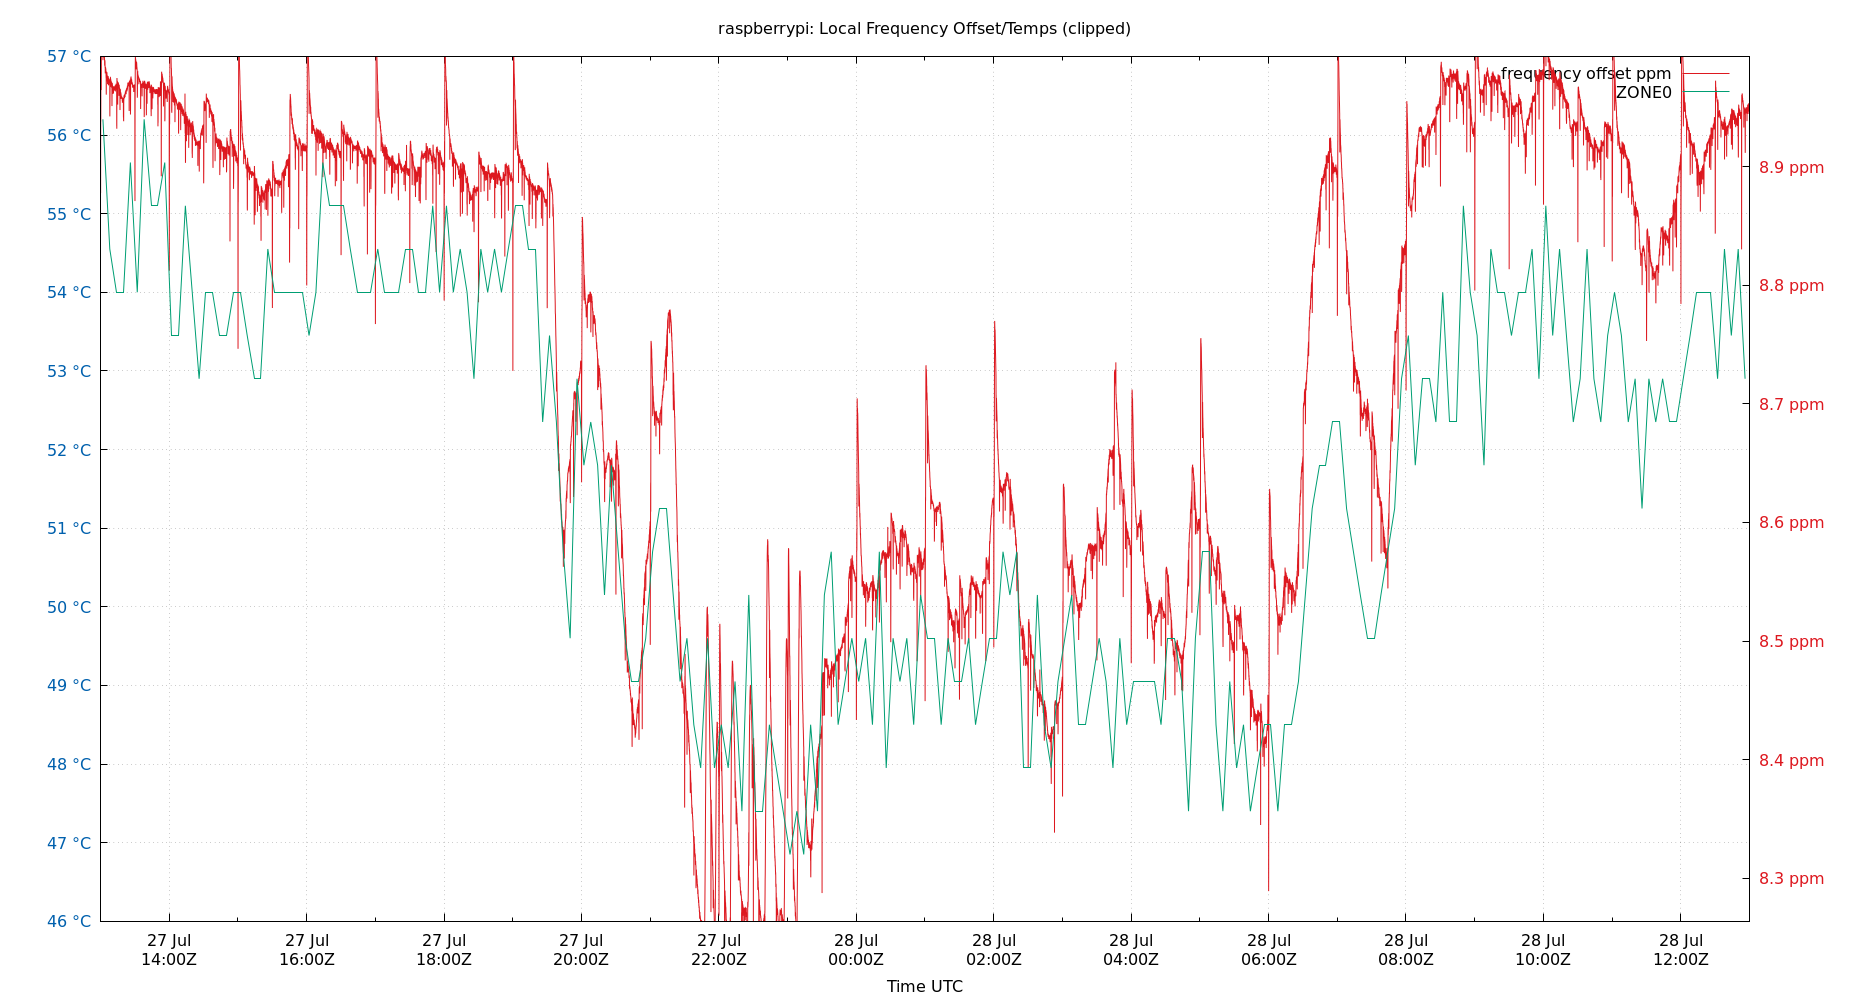 raspberrypi: Local Frequency Offset/Temps (clipped)
57 °C
56 °C
55 °C
54 °C
53 °C
52 °C
51 °C
50 °C
49 °C
48 °C
47 °C
46 °C
frequency offset ppm
ZONE0
8.9 ppm
8.8 ppm
8.7 ppm
8.6 ppm
8.5 ppm
8.4 ppm
8.3 ppm
27 Jul 27 Jul 27 Jul 27 Jul 27 Jul 28 Jul 28 Jul 28 Jul 28 Jul 28 Jul 28 Jul 28 Jul
14:00Z 16:00Z 18:00Z 20:00Z 22:00Z 00:00Z 02:00Z 04:00Z 06:00Z 08:00Z 10:00Z 12:00Z
Time UTC